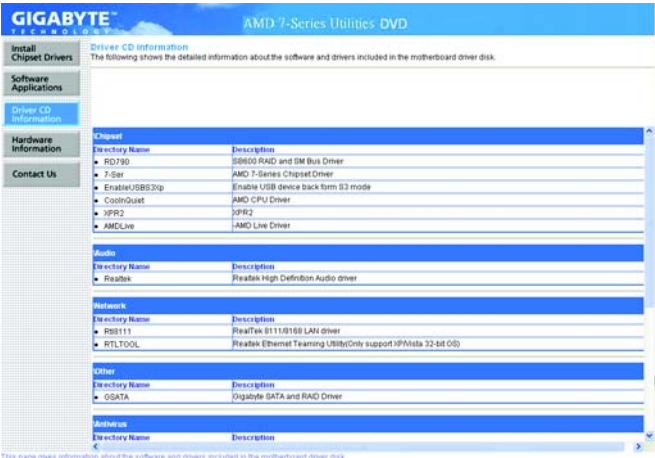 GIGABYTE™
TECHNOLOGY
AMD 7-Series Utilities DVD
Install
Chipset Drivers
Software
Applications
Driver CD
Information
Hardware
Information
Contact Us
Driver CD information
The following shows the detailed information about the software and drivers included in the motherboard driver disk.
\Chipset
Directory Name Description
• RD790 SB600 RAID and SM Bus Driver
• 7-Ser AMD 7-Series Chipset Driver
• EnableUSBS3Xp Enable USB device back form S3 mode
• CoolnQuiet AMD CPU Driver
• XPR2 XPR2
• AMDLive -AMD Live Driver
\Audio
Directory Name Description
• Realtek Realtek High Definition Audio driver
\Network
Directory Name Description
• Rtl8111 RealTek 8111/8168 LAN driver
• RTLTOOL Realtek Ethernet Teaming Utility(Only support XP/Vista 32-bit OS)
\Other
Directory Name Description
• GSATA Gigabyte SATA and RAID Driver
\Antivirus
Directory Name Description
This page gives information about the software and drivers included in the motherboard driver disk.